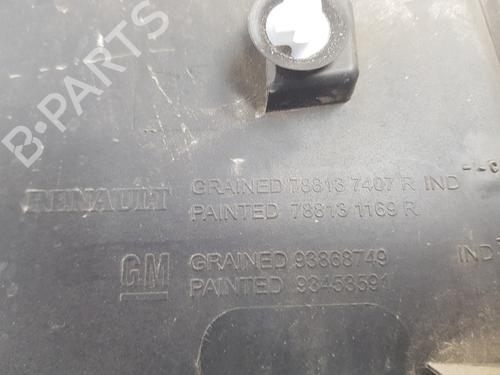 B-PARTS
RENAULT GRAINED 78813 7407 R IND
PAINTED 78813 1169 R
GM GRAINED 93868749 IND
PAINTED 93453591